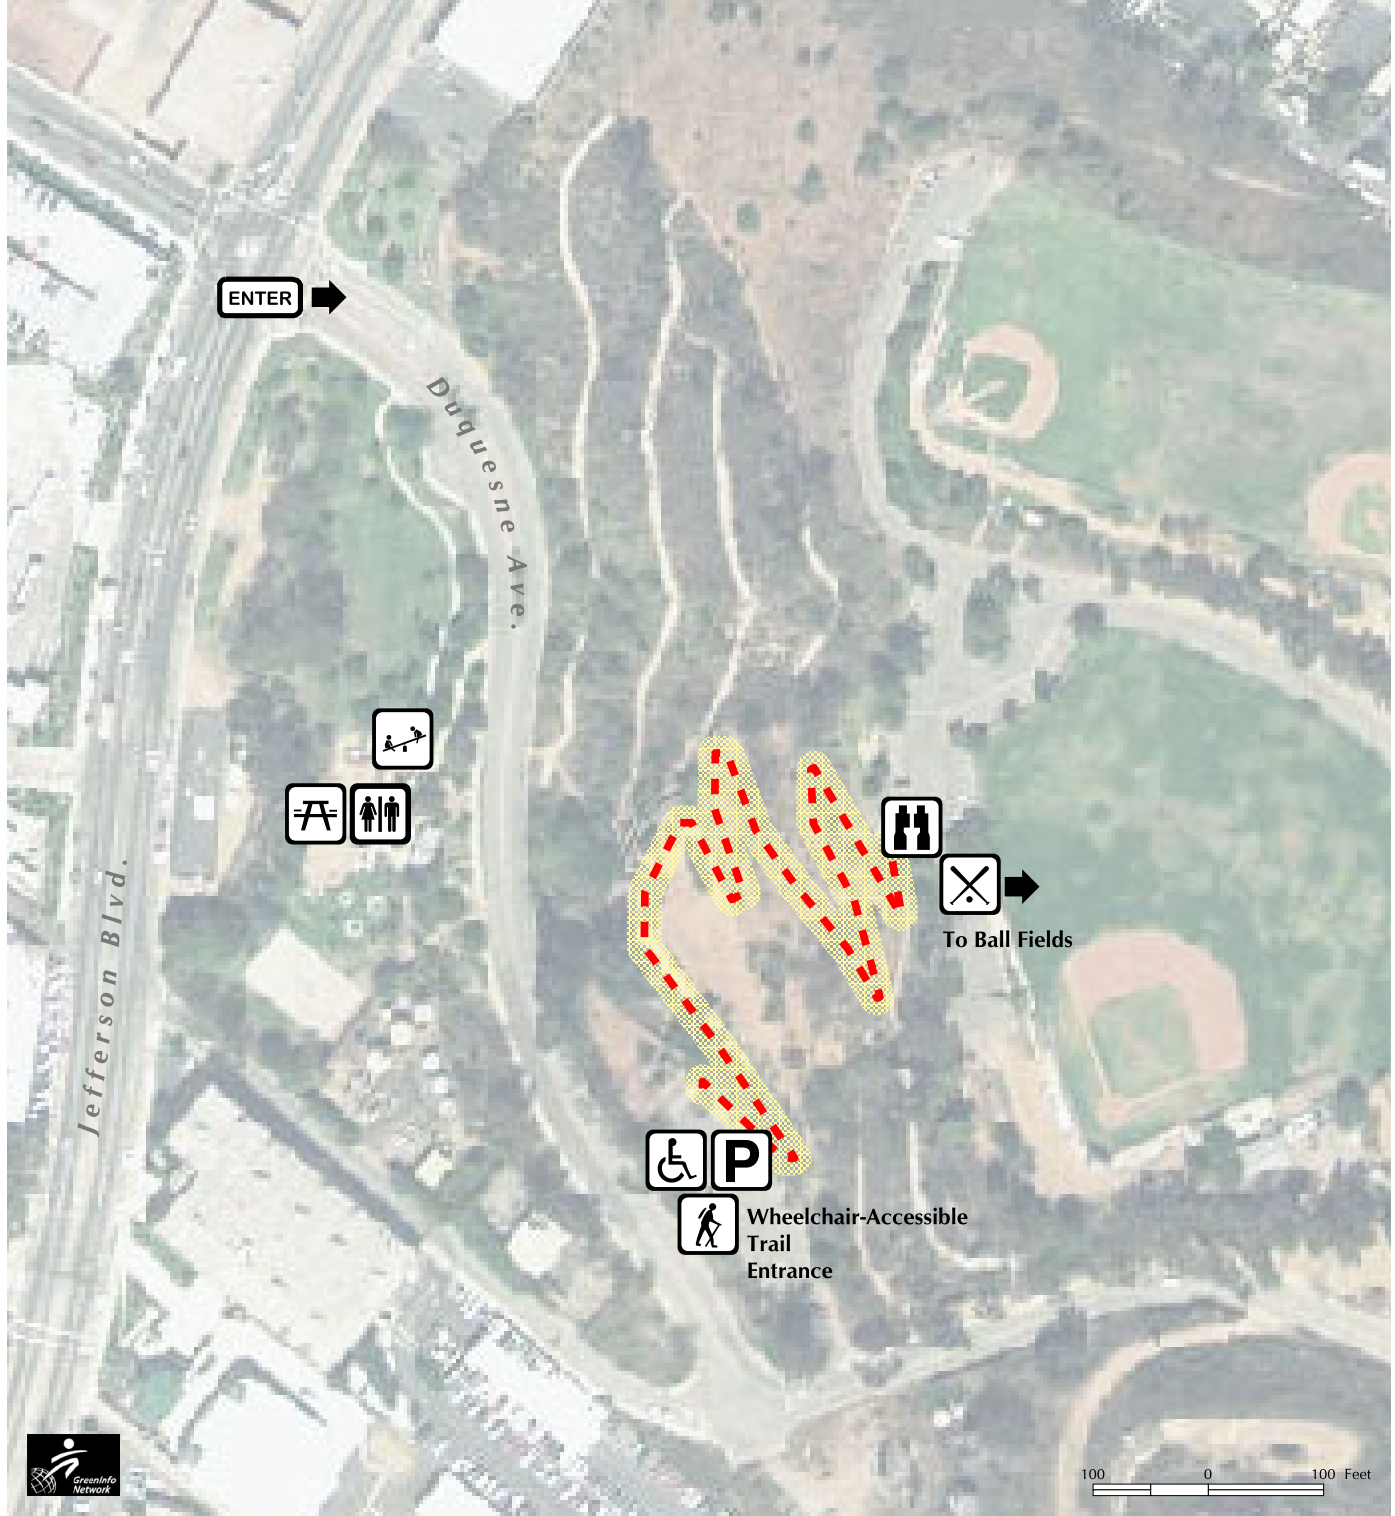 ENTER
Duquesne Ave.
Jefferson Blvd.
To Ball Fields
P
Wheelchair-Accessible
Trail
Entrance
GreenInfo
Network
100 0 100 Feet